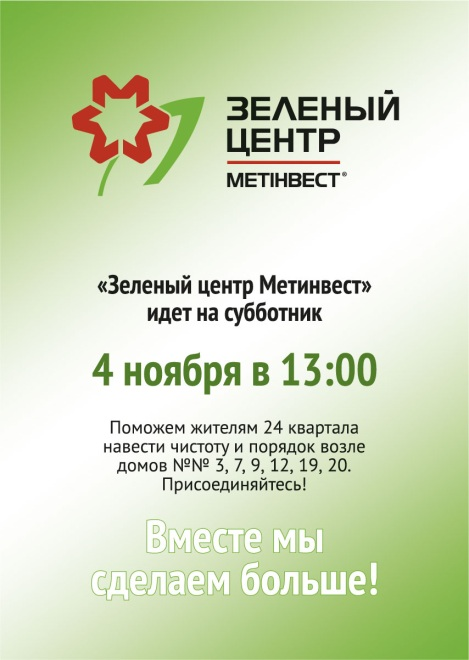 ЗЕЛЕНЫЙ
ЦЕНТР
МЕТІНВЕСТ®
«Зеленый центр Метинвест»
идет на субботник
4 ноября в 13:00
Поможем жителям 24 квартала
навести чистоту и порядок возле
домов №№ 3, 7, 9, 12, 19, 20.
Присоединяйтесь!
Вместе мы
сделаем больше!